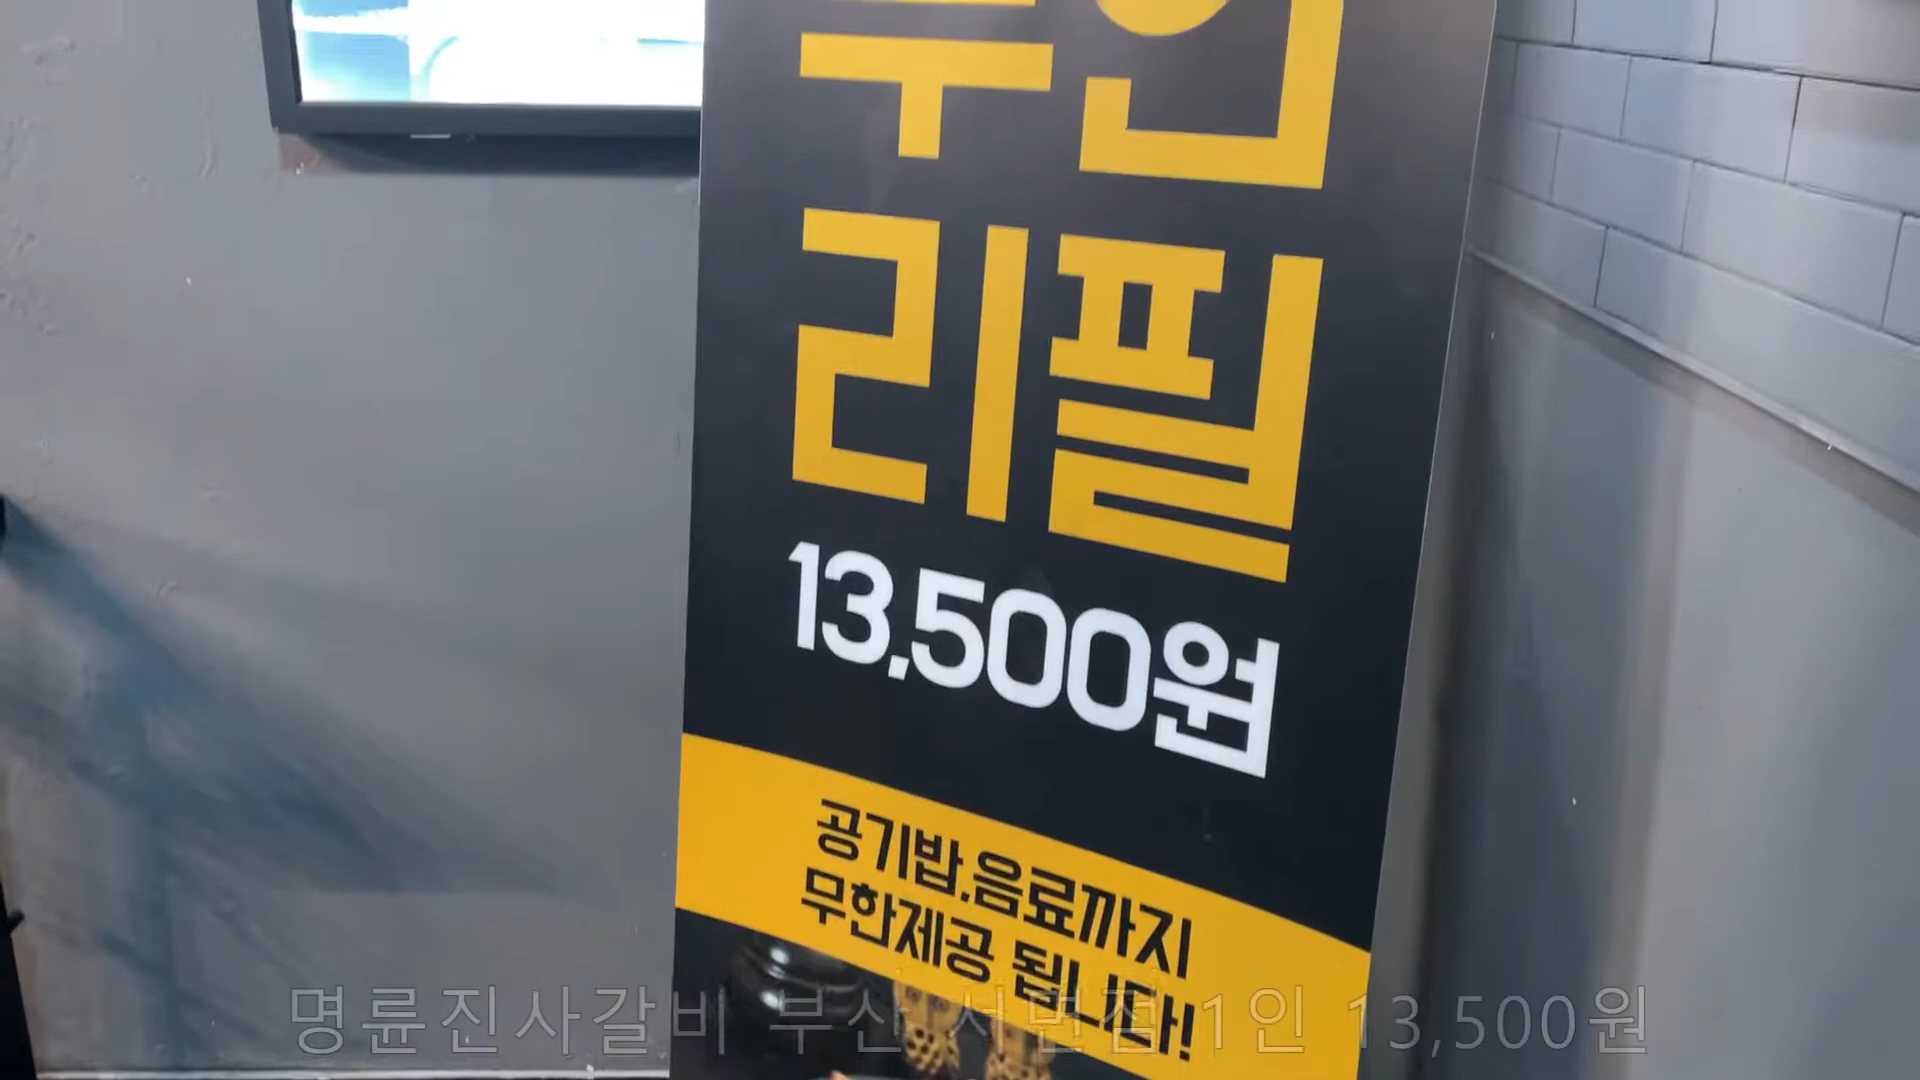 무한
리필
13,500원
공기밥,음료까지
무한제공 됩니다!
명륜진사갈비 부산 서면점 1인 13,500원